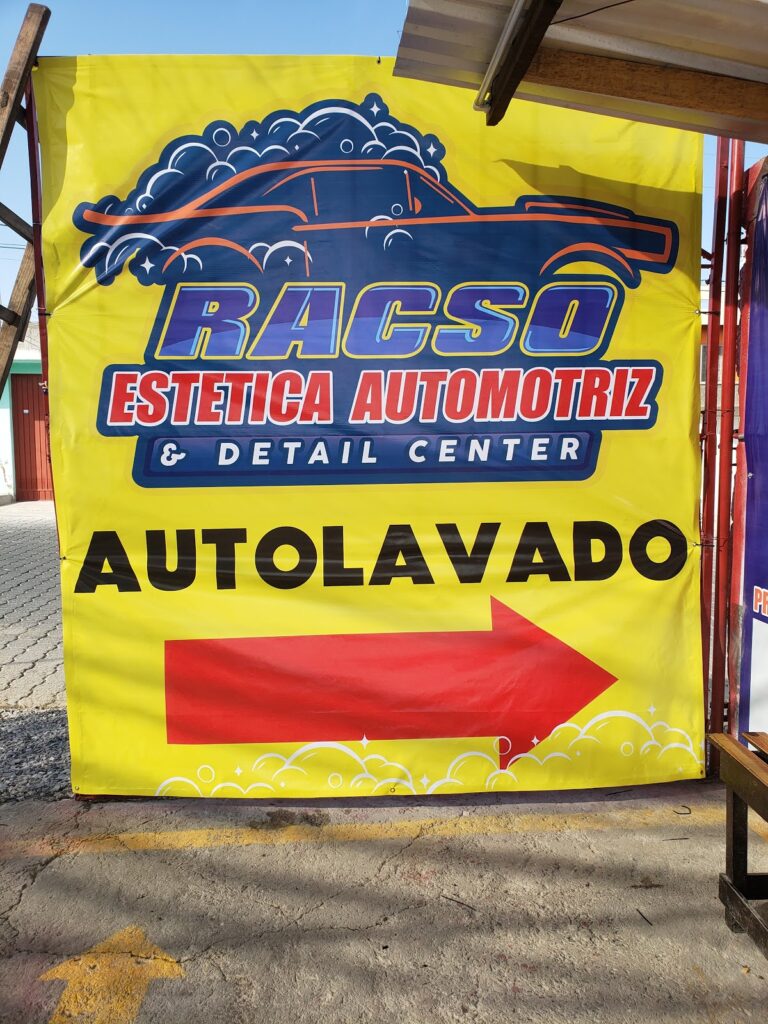 RACSO
ESTETICA AUTOMOTRIZ
& DETAIL CENTER
AUTOLAVADO